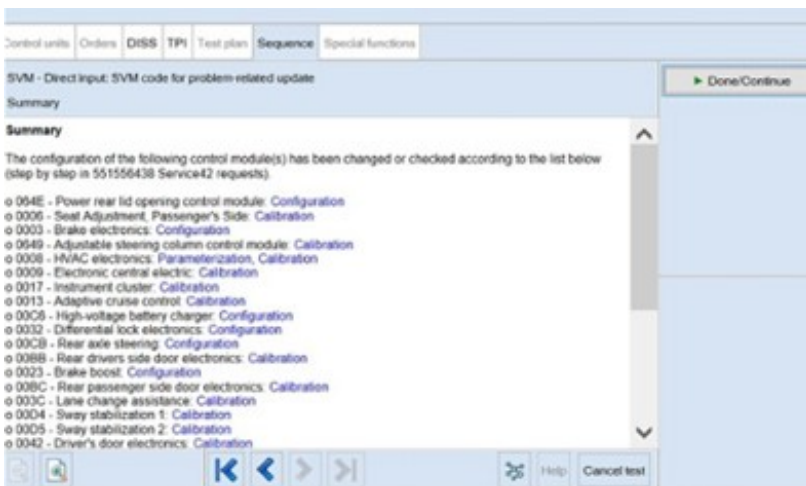 Control units Orders DISS TPI Test plan Sequence Special functions
SVM - Direct input: SVM code for problem-related update
Done/Continue
Summary
Summary
The configuration of the following control module(s) has been changed or checked according to the list below
(step by step in 551556438 Service42 requests).
o 064E - Power rear lid opening control module: Configuration
o 0006 - Seat Adjustment, Passenger's Side: Calibration
o 0003 - Brake electronics: Configuration
o 0649 - Adjustable steering column control module: Calibration
o 0008 - HVAC electronics: Parameterization, Calibration
o 0009 - Electronic central electric: Calibration
o 0017 - Instrument cluster: Calibration
o 0013 - Adaptive cruise control: Calibration
o 00C6 - High-voltage battery charger: Configuration
o 0032 - Differential lock electronics: Configuration
o 00CB - Rear axle steering: Configuration
o 00BB - Rear drivers side door electronics: Calibration
o 0023 - Brake boost: Configuration
o 00BC - Rear passenger side door electronics: Calibration
o 003C - Lane change assistance: Calibration
o 00D4 - Sway stabilization 1: Calibration
o 00D5 - Sway stabilization 2: Calibration
o 0042 - Driver's door electronics: Calibration
Help Cancel test